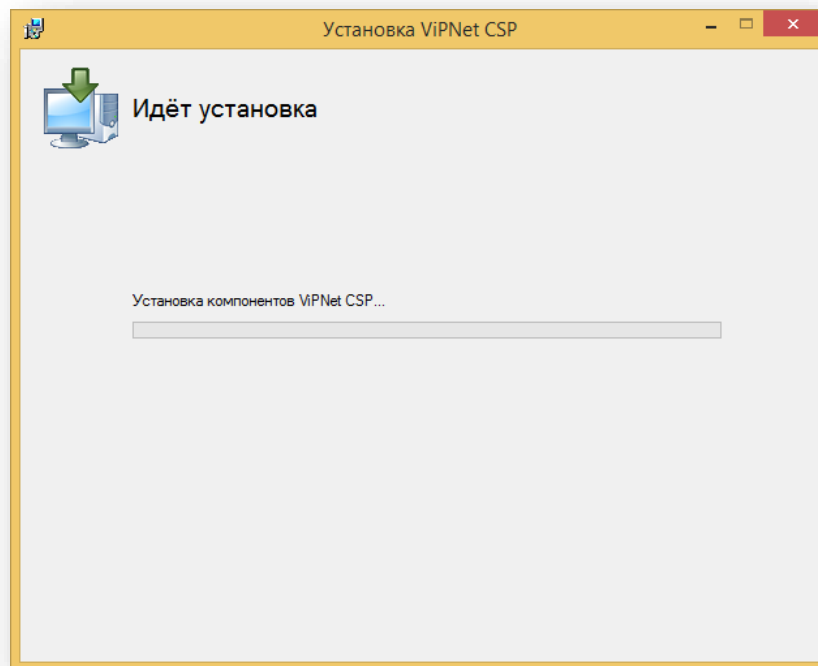 Установка ViPNet CSP
Идёт установка
Установка компонентов ViPNet CSP...